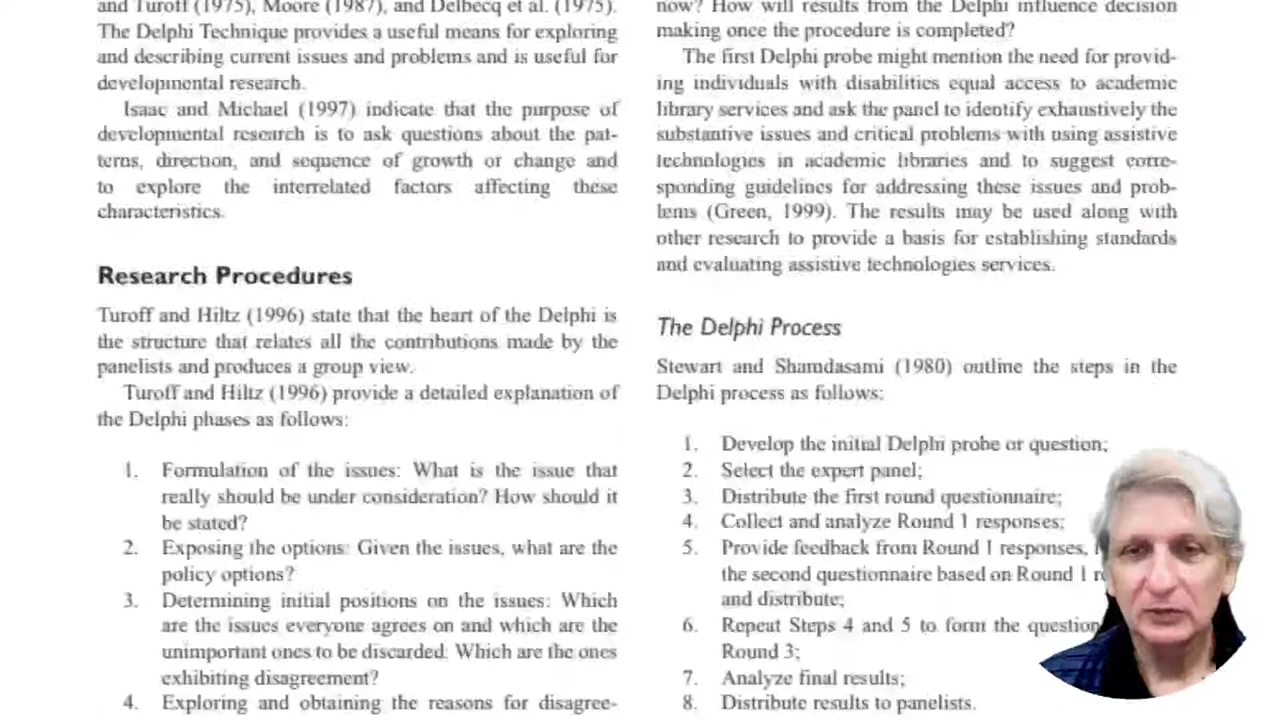 and Turoff (1975), Moore (1987), and Delbecq et al. (1975).
The Delphi Technique provides a useful means for exploring
and describing current issues and problems and is useful for
developmental research.
Isaac and Michael (1997) indicate that the purpose of
developmental research is to ask questions about the pat-
terns, direction, and sequence of growth or change and
to explore the interrelated factors affecting these
characteristics.
Research Procedures
Turoff and Hiltz (1996) state that the heart of the Delphi is
the structure that relates all the contributions made by the
panelists and produces a group view.
Turoff and Hiltz (1996) provide a detailed explanation of
the Delphi phases as follows:
1. Formulation of the issues: What is the issue that
really should be under consideration? How should it
be stated?
2. Exposing the options: Given the issues, what are the
policy options?
3. Determining initial positions on the issues: Which
are the issues everyone agrees on and which are the
unimportant ones to be discarded. Which are the ones
exhibiting disagreement?
4. Exploring and obtaining the reasons for disagree-
now? How will results from the Delphi influence decision
making once the procedure is completed?
The first Delphi probe might mention the need for provid-
ing individuals with disabilities equal access to academic
library services and ask the panel to identify exhaustively the
substantive issues and critical problems with using assistive
technologies in academic libraries and to suggest corre-
sponding guidelines for addressing these issues and prob-
lems (Green, 1999). The results may be used along with
other research to provide a basis for establishing standards
and evaluating assistive technologies services.
The Delphi Process
Stewart and Shamdasami (1980) outline the steps in the
Delphi process as follows:
1. Develop the initial Delphi probe or question;
2. Select the expert panel;
3. Distribute the first round questionnaire;
4. Collect and analyze Round 1 responses;
5. Provide feedback from Round 1 responses,
the second questionnaire based on Round 1
and distribute;
6. Repeat Steps 4 and 5 to form the
Round 3;
7. Analyze final results;
8. Distribute results to panelists.